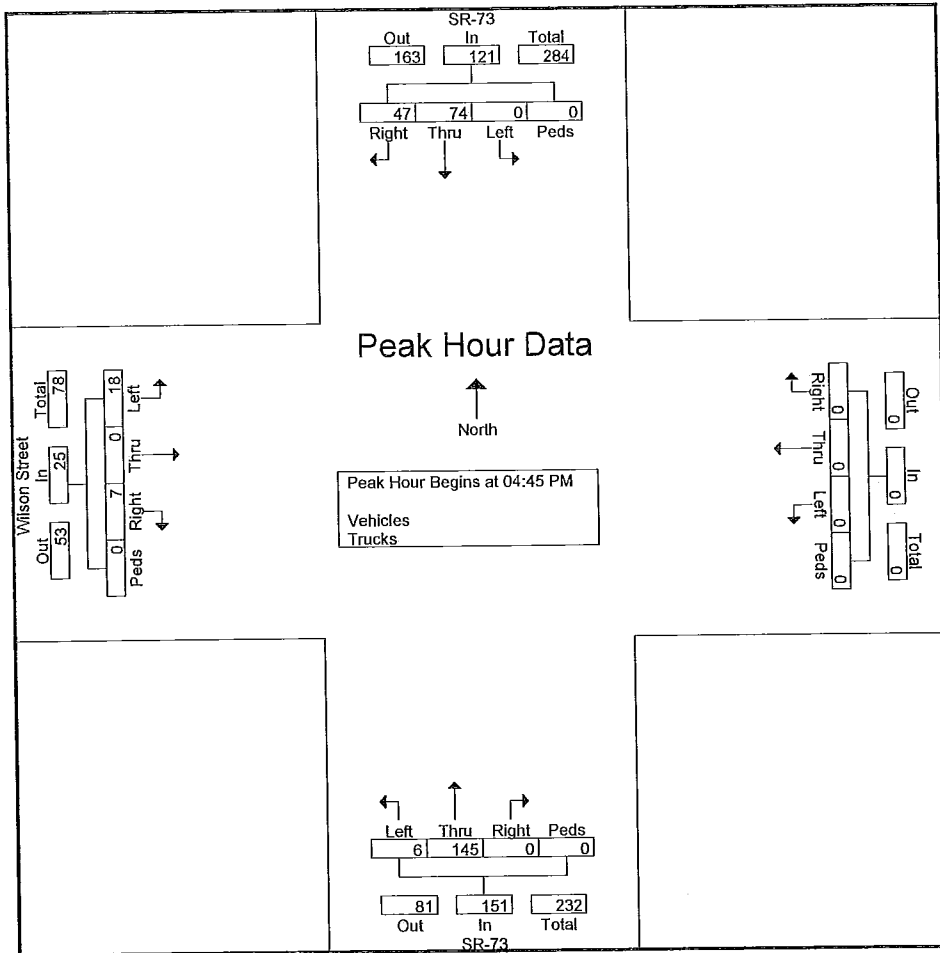 SR-73
Out In Total
163 121 284
47 74 0 0
Right Thru Left Peds
Peak Hour Data
North
Peak Hour Begins at 04:45 PM
Vehicles
Trucks
Wilson Street
Out In Total
53 25 78
18 0 7 0
Left Thru Right Peds
Out In Total
0 0 0
0 0 0 0
Right Thru Left Peds
Left Thru Right Peds
6 145 0 0
81 151 232
Out In Total
SR-73